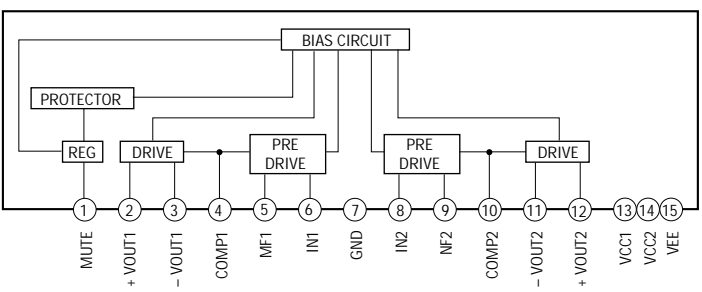 BIAS CIRCUIT
PROTECTOR
REG
DRIVE
PRE
DRIVE
PRE
DRIVE
DRIVE
1
2
3
4
5
6
7
8
9
10
11
12
13
14
15
MUTE
+ VOUT1
– VOUT1
COMP1
MF1
IN1
GND
IN2
NF2
COMP2
– VOUT2
+ VOUT2
VCC1
VCC2
VEE